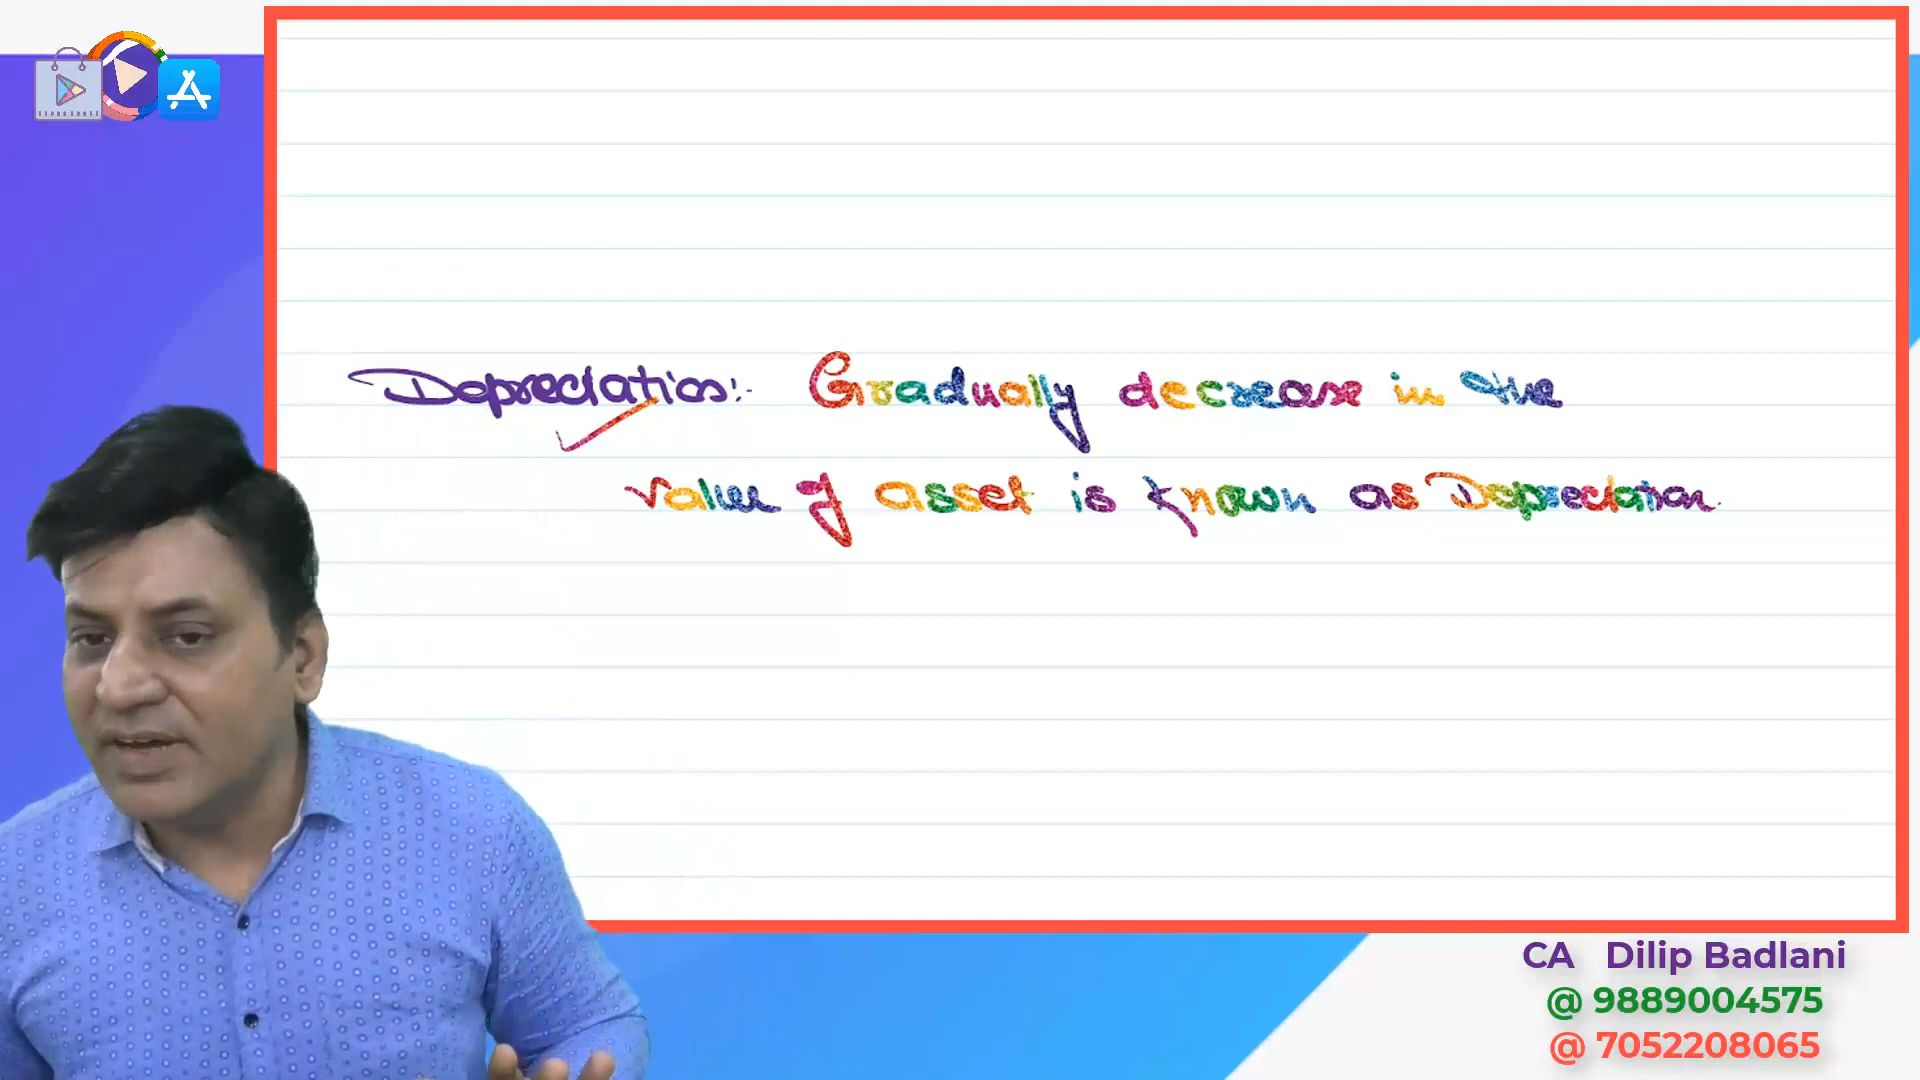 Depreciation:- Gradually decrease in the
value of asset is known as Depreciation.
CA Dilip Badlani
@ 9889004575
@ 7052208065